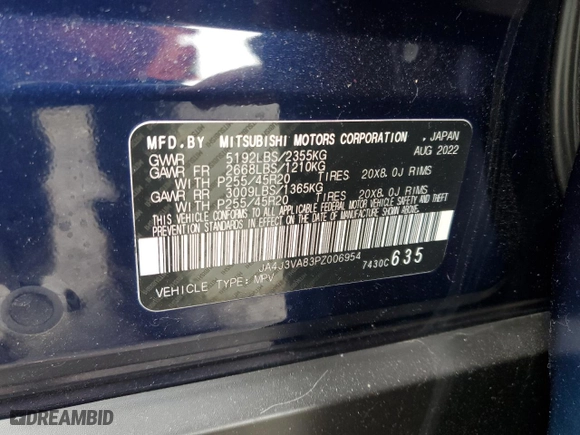 MFD.BY MITSUBISHI MOTORS CORPORATION, JAPAN
GVWR 5192LBS/2355KG AUG 2022
GAWR FR 2668LBS/1210KG
WITH P255/45R20 TIRES 20X8.0J RIMS
GAWR RR 3009LBS/1365KG
WITH P255/45R20 TIRES 20X8.0J RIMS
THIS VEHICLE CONFORMS TO ALL APPLICABLE FEDERAL MOTOR VEHICLE SAFETY BUMPER AND THEFT
PREVENTION STANDARDS IN EFFECT ON THE DATE OF MANUFACTURE SHOWN ABOVE.
JA4J3VA83PZ006954
7430C 635
VEHICLE TYPE: MPV
DREAMBID